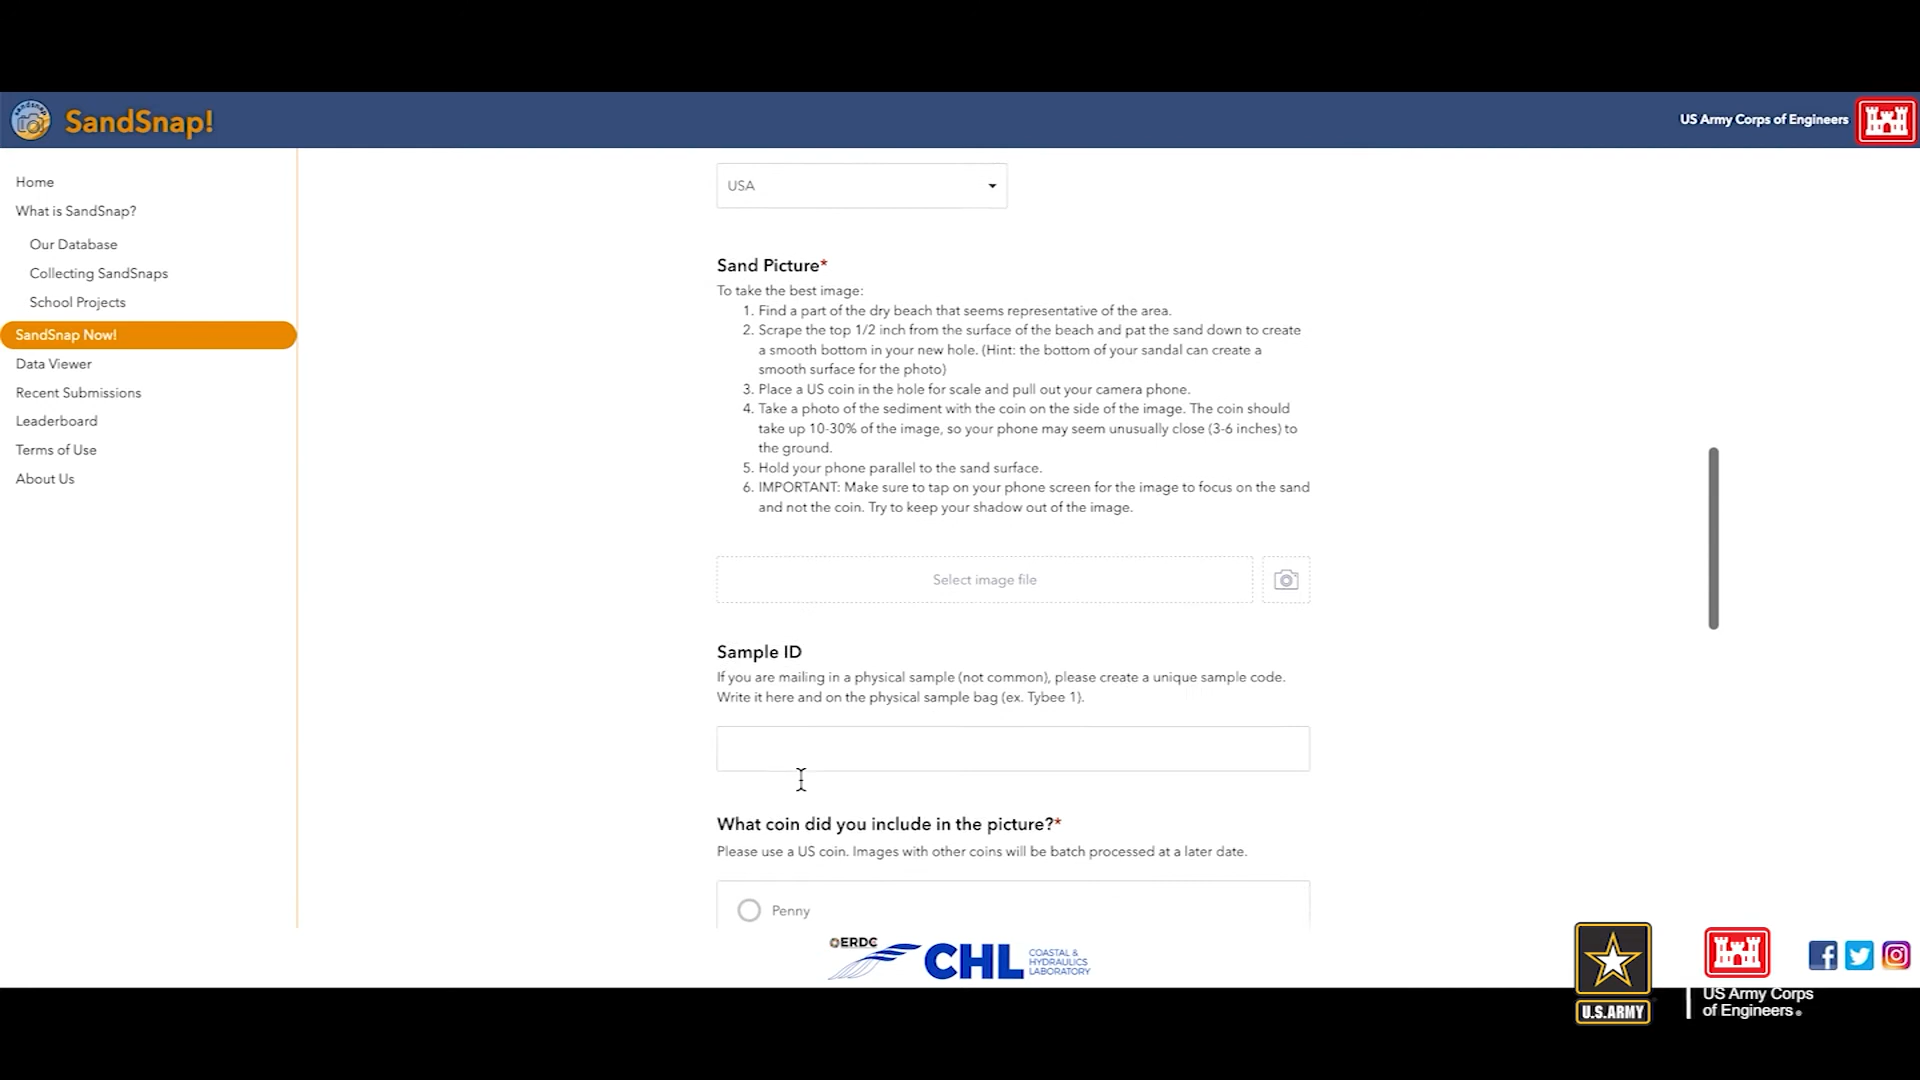 SandSnap!
US Army Corps of Engineers
Home
What is SandSnap?
Our Database
Collecting SandSnaps
School Projects
SandSnap Now!
Data Viewer
Recent Submissions
Leaderboard
Terms of Use
About Us
USA
Sand Picture*
To take the best image:
1. Find a part of the dry beach that seems representative of the area.
2. Scrape the top 1/2 inch from the surface of the beach and pat the sand down to create
a smooth bottom in your new hole. (Hint: the bottom of your sandal can create a
smooth surface for the photo)
3. Place a US coin in the hole for scale and pull out your camera phone.
4. Take a photo of the sediment with the coin on the side of the image. The coin should
take up 10-30% of the image, so your phone may seem unusually close (3-6 inches) to
the ground.
5. Hold your phone parallel to the sand surface.
6. IMPORTANT: Make sure to tap on your phone screen for the image to focus on the sand
and not the coin. Try to keep your shadow out of the image.
Select image file
Sample ID
If you are mailing in a physical sample (not common), please create a unique sample code.
Write it here and on the physical sample bag (ex. Tybee 1).
What coin did you include in the picture?*
Please use a US coin. Images with other coins will be batch processed at a later date.
Penny
ERDC
CHL
COASTAL &
HYDRAULICS
LABORATORY
U.S.ARMY
US Army Corps
of Engineers®